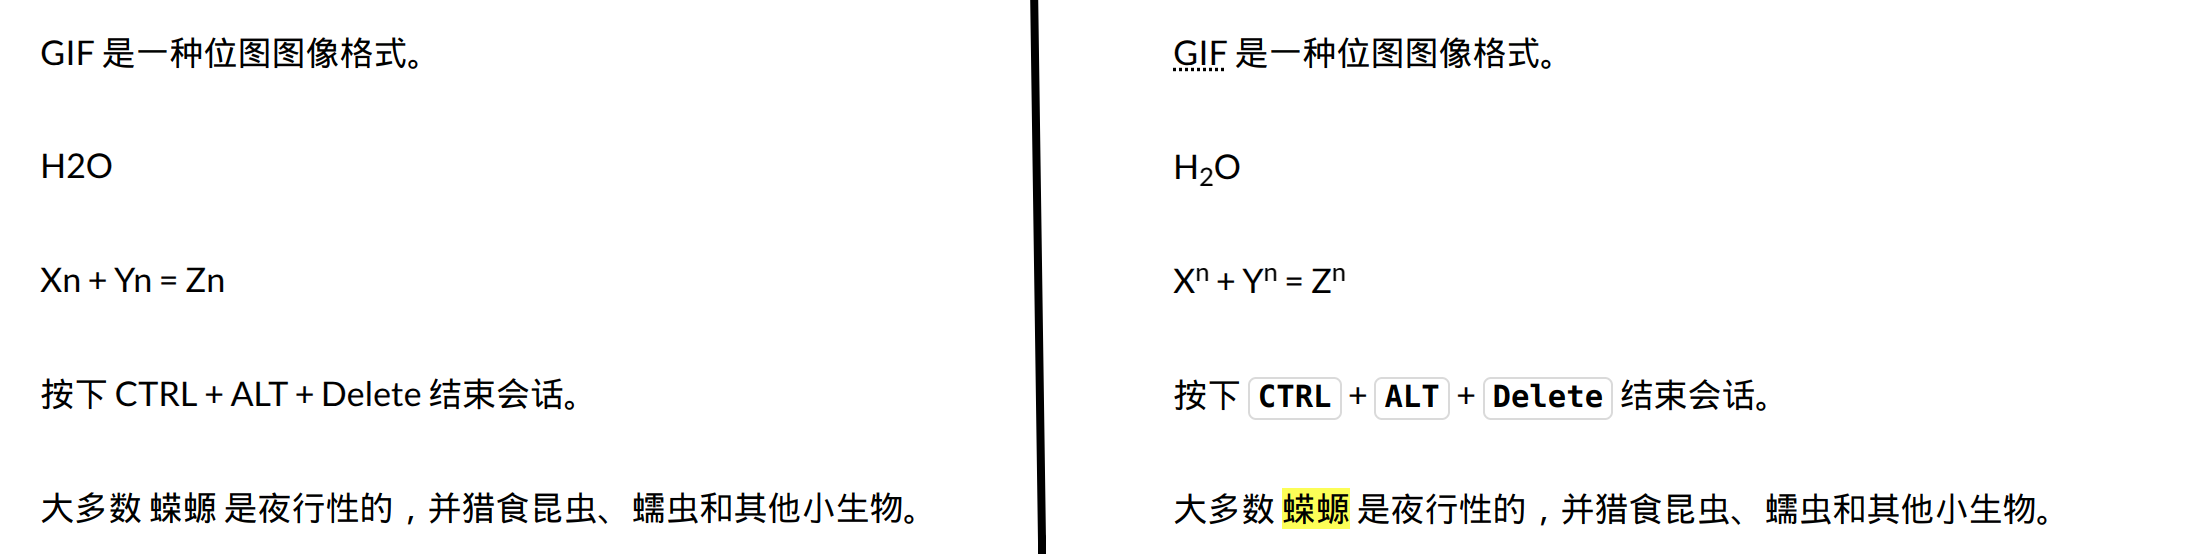 GIF 是一种位图图像格式。
H2O
Xn + Yn = Zn
按下 CTRL + ALT + Delete 结束会话。
大多数 蝾螈 是夜行性的，并猎食昆虫、蠕虫和其他小生物。
GIF 是一种位图图像格式。
H₂O
Xⁿ + Yⁿ = Zⁿ
按下 CTRL + ALT + Delete 结束会话。
大多数 蝾螈 是夜行性的，并猎食昆虫、蠕虫和其他小生物。